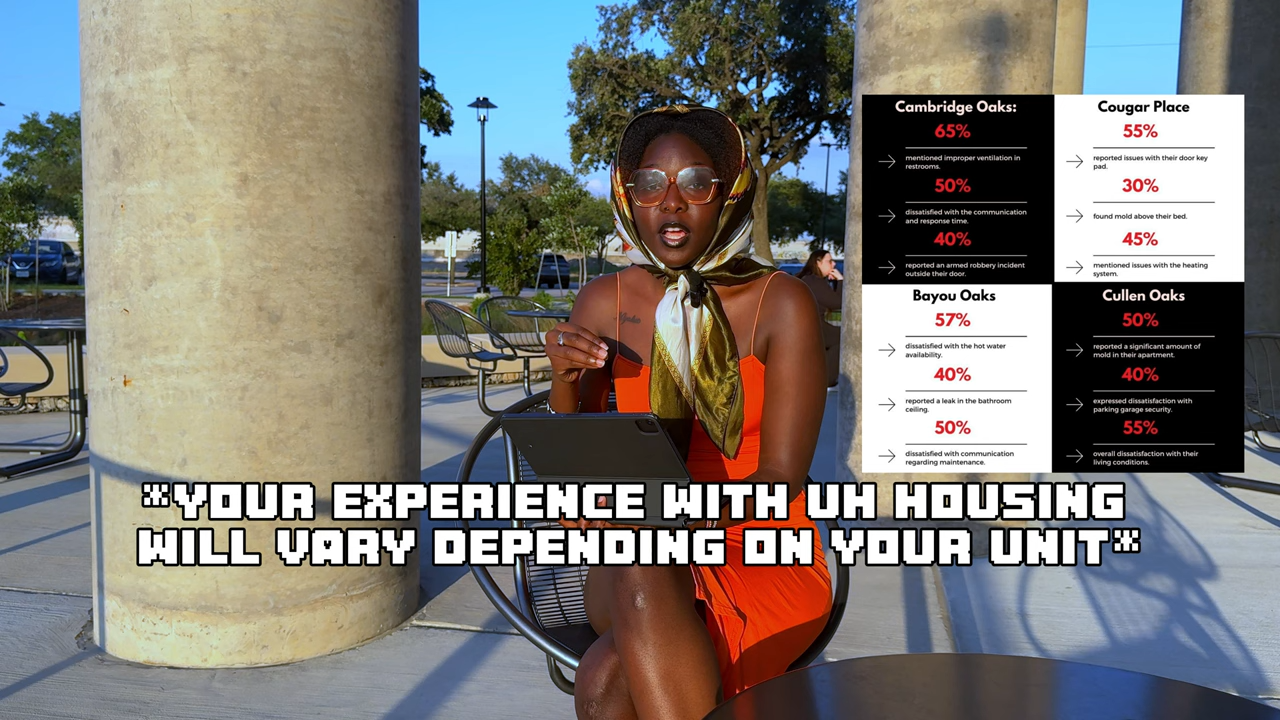 Cambridge Oaks:
65%
mentioned improper ventilation in
restrooms.
50%
dissatisfied with the communication
and response time.
40%
reported an armed robbery incident
outside their door.
Cougar Place
55%
reported issues with their door key
pad.
30%
found mold above their bed.
45%
mentioned issues with the heating
system.
Bayou Oaks
57%
dissatisfied with the hot water
availability.
40%
reported a leak in the bathroom
ceiling.
50%
dissatisfied with communication
regarding maintenance.
Cullen Oaks
50%
reported a significant amount of
mold in their apartment.
40%
expressed dissatisfaction with
parking garage security.
55%
overall dissatisfaction with their
living conditions.
*YOUR EXPERIENCE WITH UH HOUSING
WILL VARY DEPENDING ON YOUR UNIT*